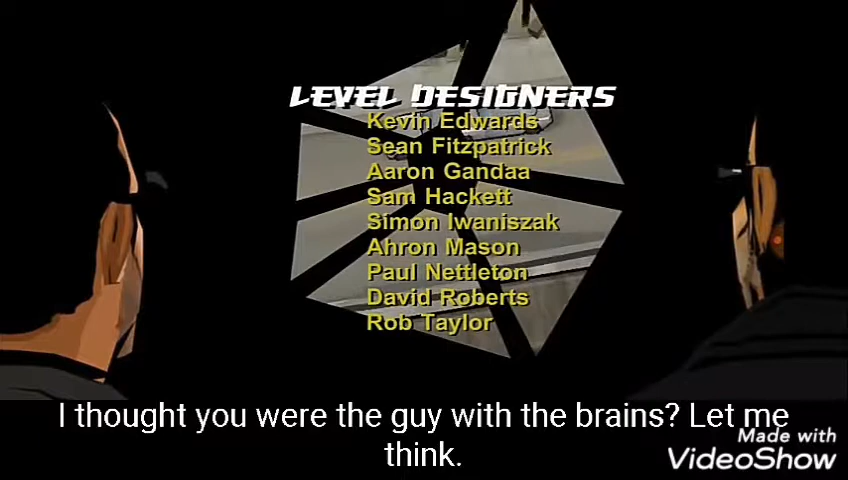 LEVEL DESIGNERS
Kevin Edwards
Sean Fitzpatrick
Aaron Gandaa
Sam Hackett
Simon Iwaniszak
Ahron Mason
Paul Nettleton
David Roberts
Rob Taylor
I thought you were the guy with the brains? Let me
think.
Made with
VideoShow